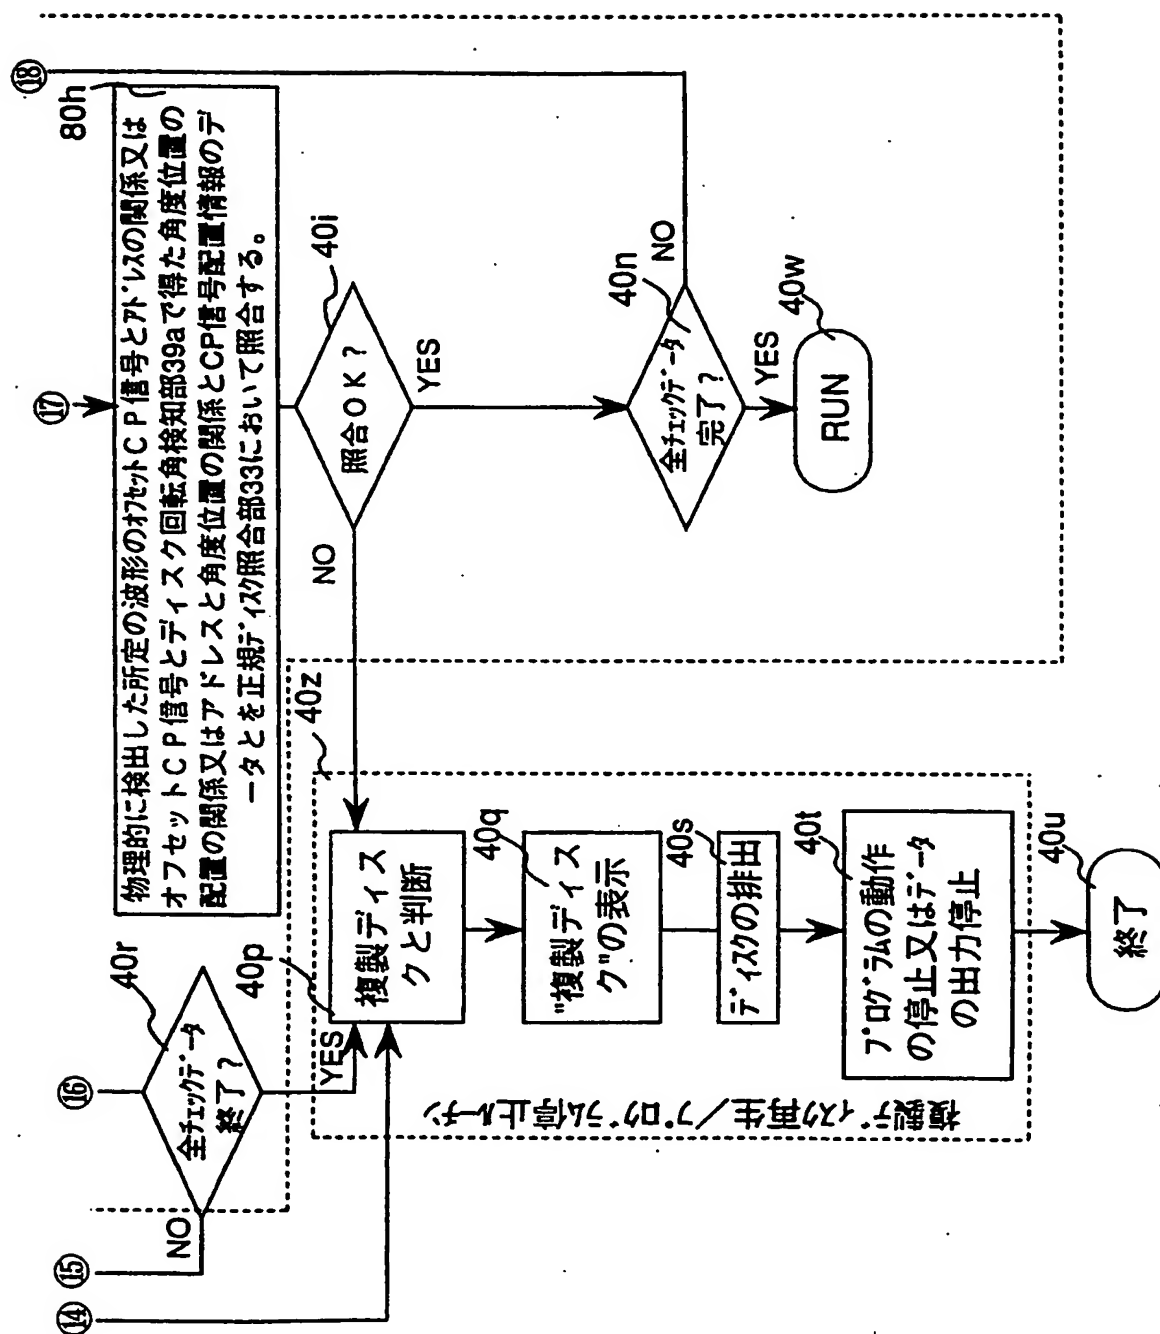 ⑱
⑰
80h
物理的に検出した所定の波形のオフセットCP信号とアドレスの関係又は
オフセットCP信号とディスク回転角検知部39aで得た角度位置の
配置の関係又はアドレスと角度位置の関係とCP信号配置情報のデ
ータとを正規ディスク照合部33において照合する。
40i
照合OK?
NO
YES
40n
全チェックデータ
完了?
NO
YES
40w
RUN
⑯
⑮
⑭
40r
全チェックデータ
終了?
NO
YES
40z
40p
複製ディス
クと判断
40q
"複製ディス
ク"の表示
40s
ディスクの排出
40t
プログラムの動作
の停止又はデータ
の出力停止
40u
終了
複製ディスク再生/プログラム停止ルーチン